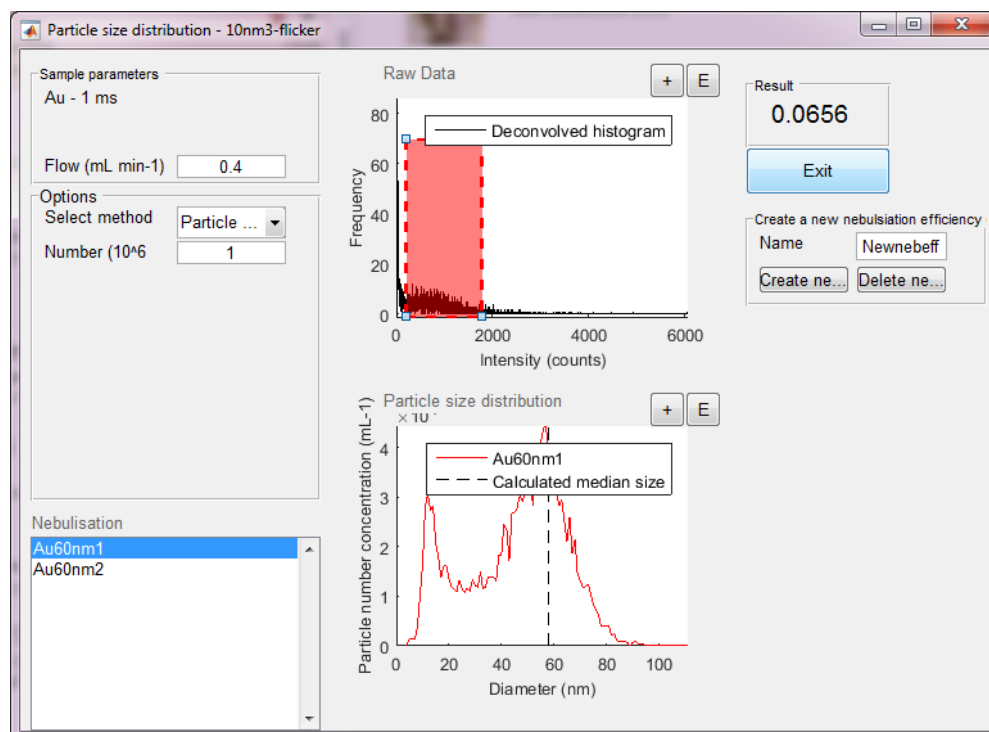 Particle size distribution - 10nm3-flicker
Sample parameters
Au - 1 ms
Flow (mL min-1)
0.4
Options
Select method
Particle ...
Number (10^6
1
Nebulisation
Au60nm1
Au60nm2
Raw Data
+
E
Deconvolved histogram
80
60
40
20
0
Frequency
0
2000
4000
6000
Intensity (counts)
Particle size distribution
+
E
Au60nm1
Calculated median size
4
3
2
1
0
Particle number concentration (mL-1)
0
20
40
60
80
100
Diameter (nm)
Result
0.0656
Exit
Create a new nebulsiation efficiency
Name
Newnebeff
Create ne...
Delete ne...